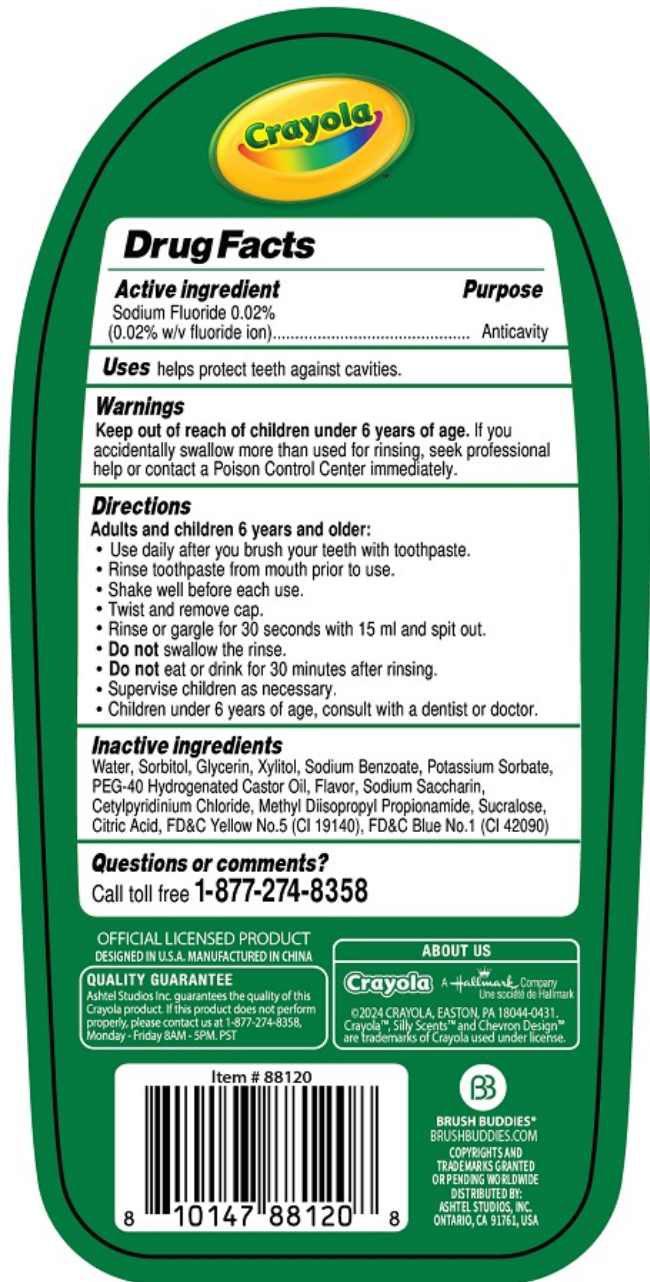 Crayola
Drug Facts
Active ingredient Purpose
Sodium Fluoride 0.02%
(0.02% w/v fluoride ion)............................................ Anticavity
Uses helps protect teeth against cavities.
Warnings
Keep out of reach of children under 6 years of age. If you
accidentally swallow more than used for rinsing, seek professional
help or contact a Poison Control Center immediately.
Directions
Adults and children 6 years and older:
• Use daily after you brush your teeth with toothpaste.
• Rinse toothpaste from mouth prior to use.
• Shake well before each use.
• Twist and remove cap.
• Rinse or gargle for 30 seconds with 15 ml and spit out.
• Do not swallow the rinse.
• Do not eat or drink for 30 minutes after rinsing.
• Supervise children as necessary.
• Children under 6 years of age, consult with a dentist or doctor.
Inactive ingredients
Water, Sorbitol, Glycerin, Xylitol, Sodium Benzoate, Potassium Sorbate,
PEG-40 Hydrogenated Castor Oil, Flavor, Sodium Saccharin,
Cetylpyridinium Chloride, Methyl Diisopropyl Propionamide, Sucralose,
Citric Acid, FD&C Yellow No.5 (CI 19140), FD&C Blue No.1 (CI 42090)
Questions or comments?
Call toll free 1-877-274-8358
OFFICIAL LICENSED PRODUCT
DESIGNED IN U.S.A. MANUFACTURED IN CHINA
QUALITY GUARANTEE
Ashtel Studios Inc. guarantees the quality of this
Crayola product. If this product does not perform
properly, please contact us at 1-877-274-8358,
Monday - Friday 8AM - 5PM. PST
ABOUT US
Crayola A Hallmark Company
Une société de Hallmark
©2024 CRAYOLA, EASTON, PA 18044-0431.
Crayola™, Silly Scents™ and Chevron Design™
are trademarks of Crayola used under license.
Item # 88120
8 10147 88120 8
BB
BRUSH BUDDIES®
BRUSHBUDDIES.COM
COPYRIGHTS AND
TRADEMARKS GRANTED
OR PENDING WORLDWIDE
DISTRIBUTED BY:
ASHTEL STUDIOS, INC.
ONTARIO, CA 91761, USA